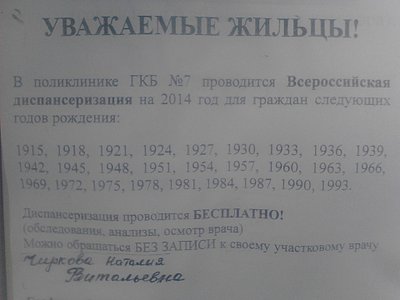 УВАЖАЕМЫЕ ЖИЛЬЦЫ!
В поликлинике ГКБ №7 проводится Всероссийская
диспансеризация на 2014 год для граждан следующих
годов рождения:
1915, 1918, 1921, 1924, 1927, 1930, 1933, 1936, 1939,
1942, 1945, 1948, 1951, 1954, 1957, 1960, 1963, 1966,
1969, 1972, 1975, 1978, 1981, 1984, 1987, 1990, 1993.
Диспансеризация проводится БЕСПЛАТНО!
(обследования, анализы, осмотр врача)
Можно обращаться БЕЗ ЗАПИСИ к своему участковому врачу
Чиркова Наталия
Витальевна